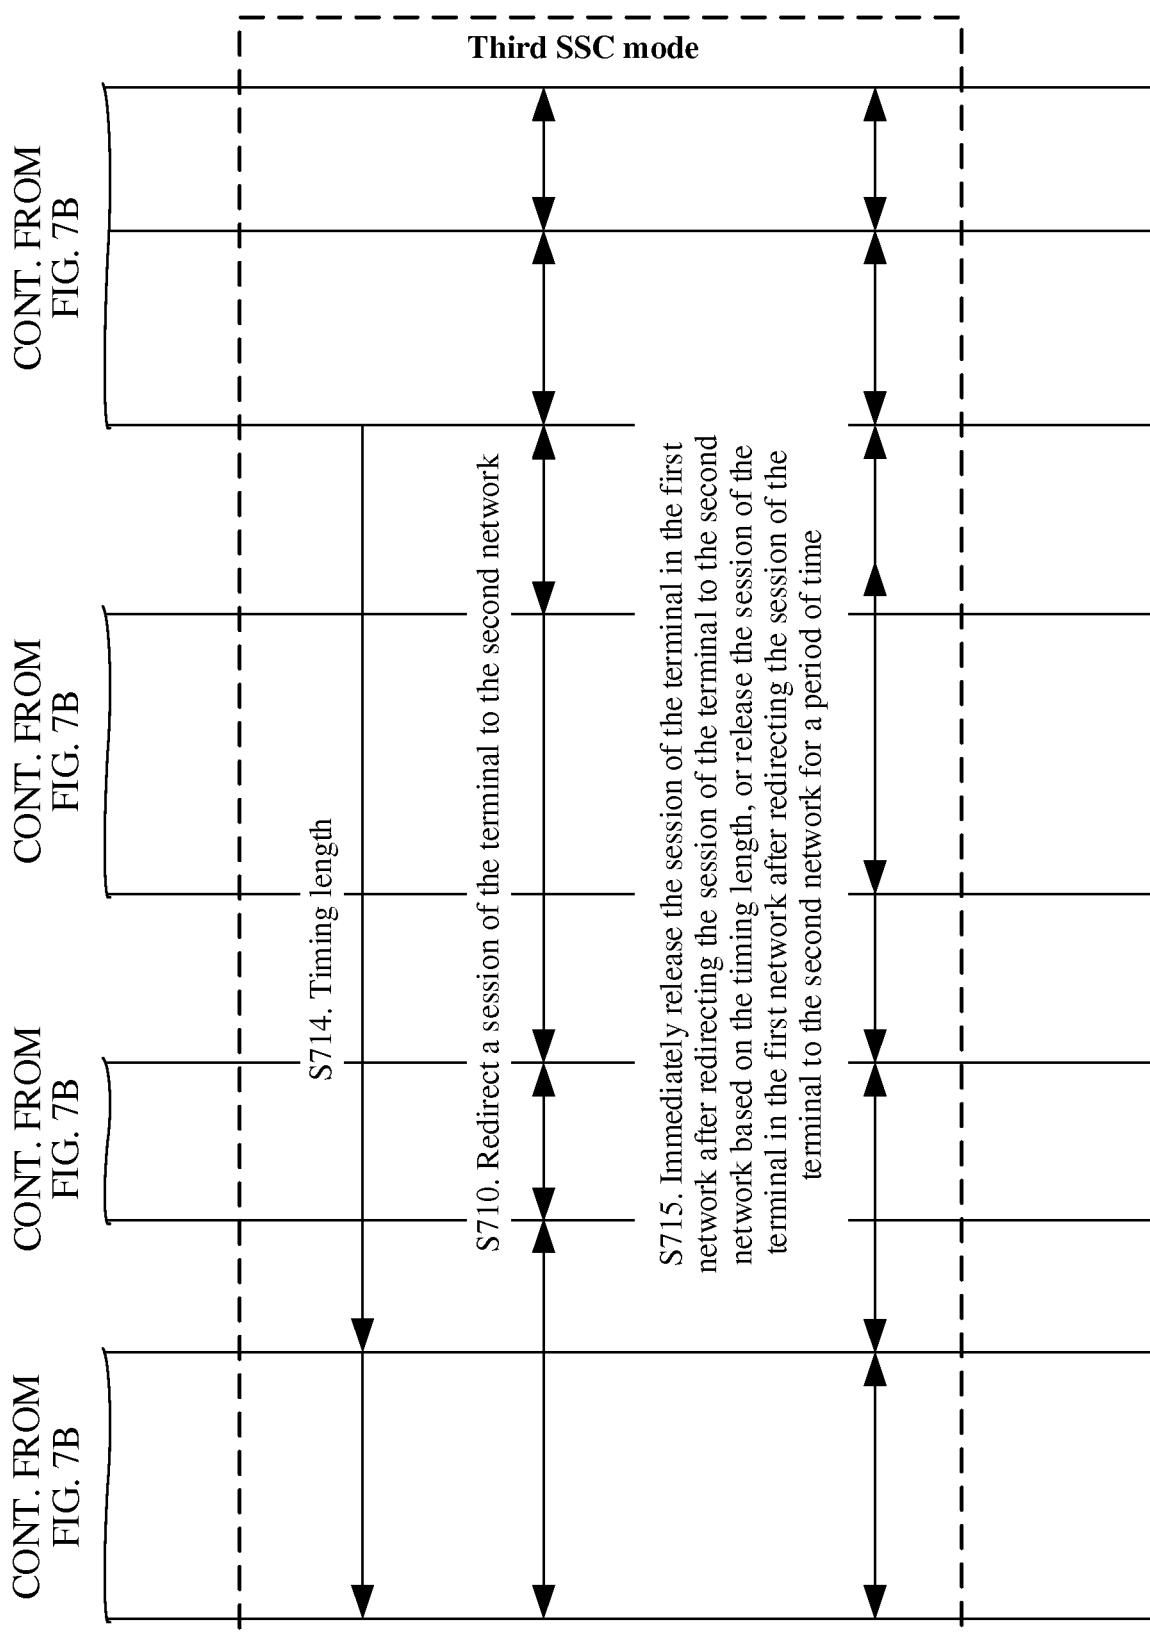 Third SSC mode
CONT. FROM
FIG. 7B
CONT. FROM
FIG. 7B
CONT. FROM
FIG. 7B
CONT. FROM
FIG. 7B
S714. Timing length
S710. Redirect a session of the terminal to the second network
S715. Immediately release the session of the terminal in the first
network after redirecting the session of the terminal to the second
network based on the timing length, or release the session of the
terminal in the first network after redirecting the session of the
terminal to the second network for a period of time